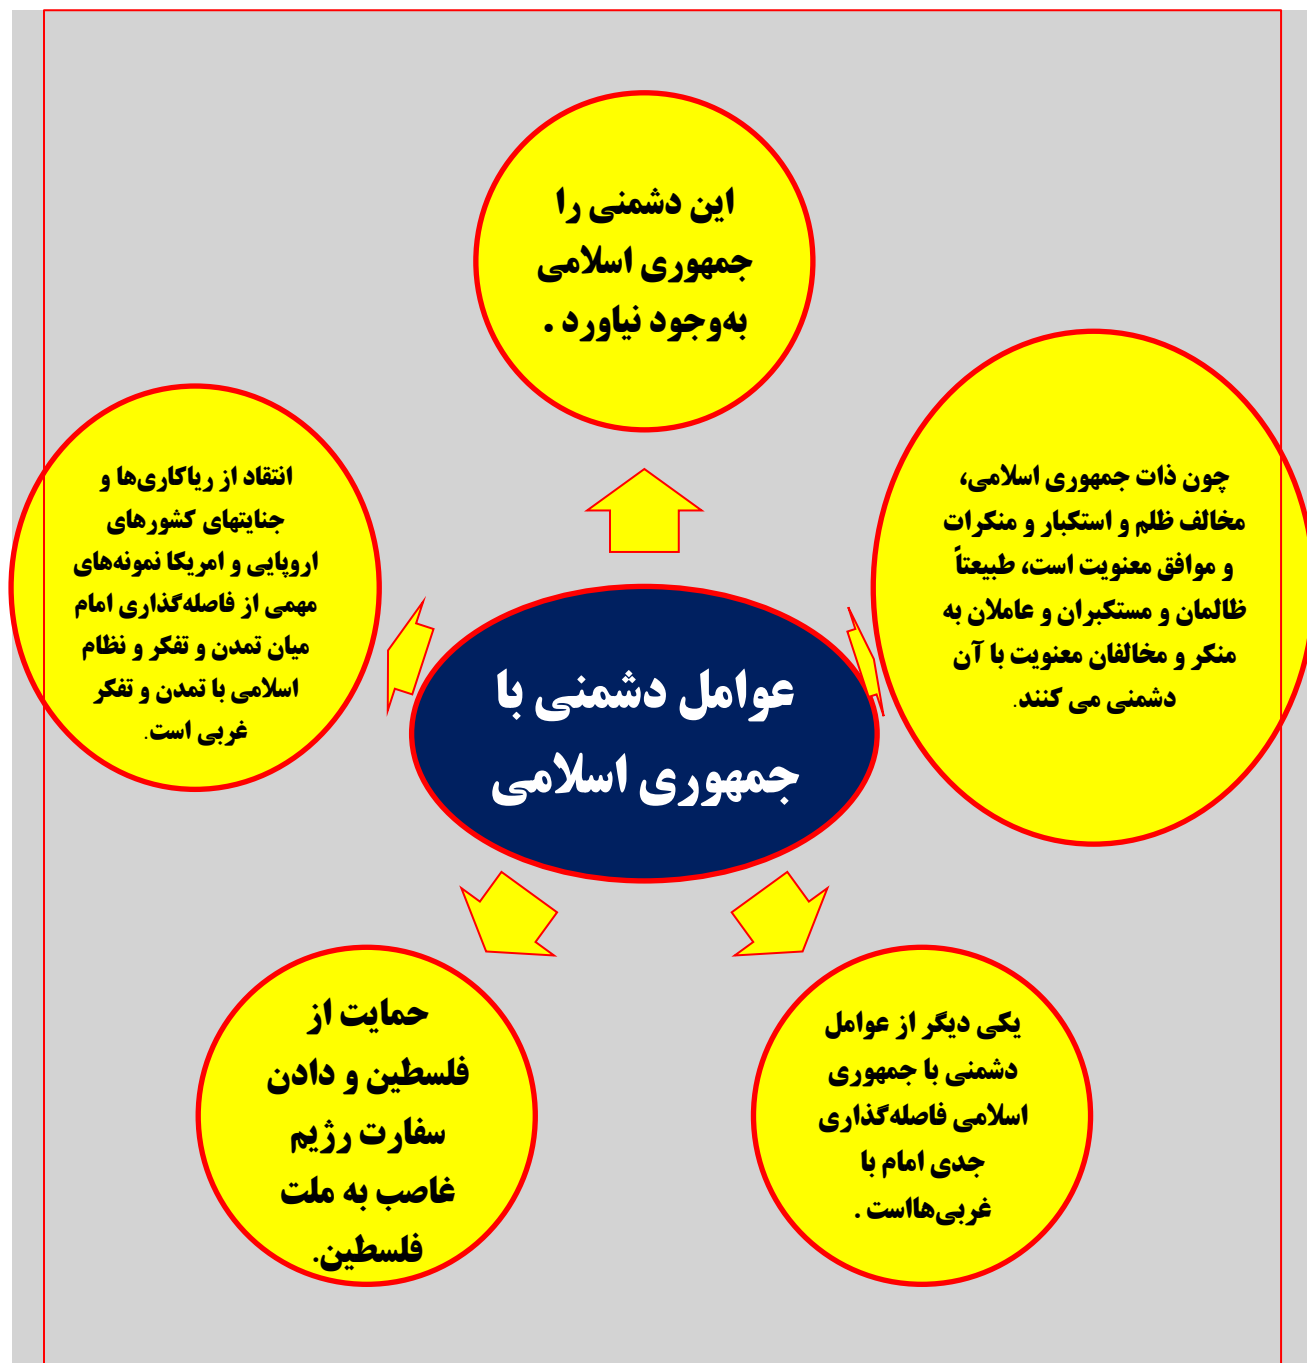 این دشمنی را
جمهوری اسلامی
به‌وجود نیاورد .
چون ذات جمهوری اسلامی،
مخالف ظلم و استکبار و منکرات
و موافق معنویت است، طبیعتاً
ظالمان و مستکبران و عاملان به
منکر و مخالفان معنویت با آن
دشمنی می کنند.
انتقاد از ریاکاری‌ها و
جنایتهای کشورهای
اروپایی و امریکا نمونه‌های
مهمی از فاصله‌گذاری امام
میان تمدن و تفکر و نظام
اسلامی با تمدن و تفکر
غربی است.
عوامل دشمنی با
جمهوری اسلامی
یکی دیگر از عوامل
دشمنی با جمهوری
اسلامی فاصله‌گذاری
جدی امام با
غربی‌هااست .
حمایت از
فلسطین و دادن
سفارت رژیم
غاصب به ملت
فلسطین.